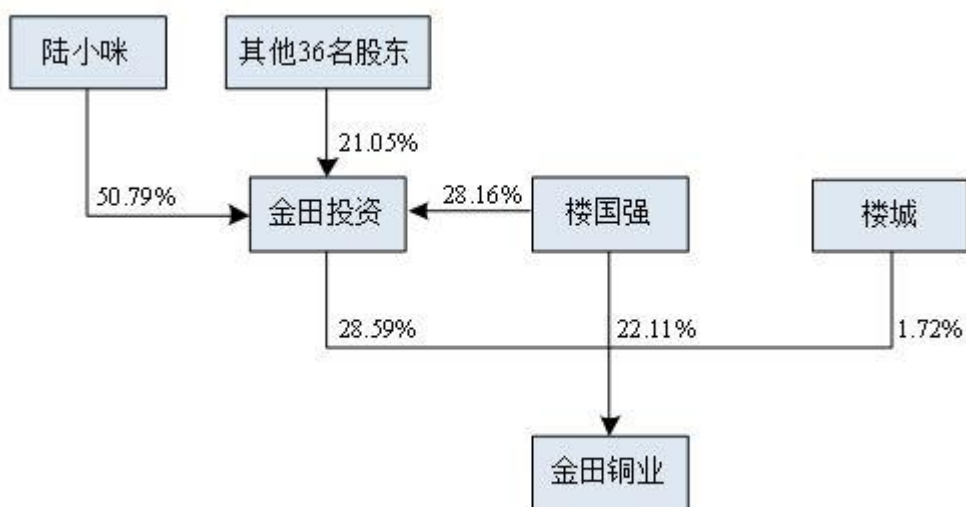 陆小咪
其他36名股东
21.05%
50.79%
金田投资
28.16%
楼国强
楼城
28.59%
22.11%
1.72%
金田铜业